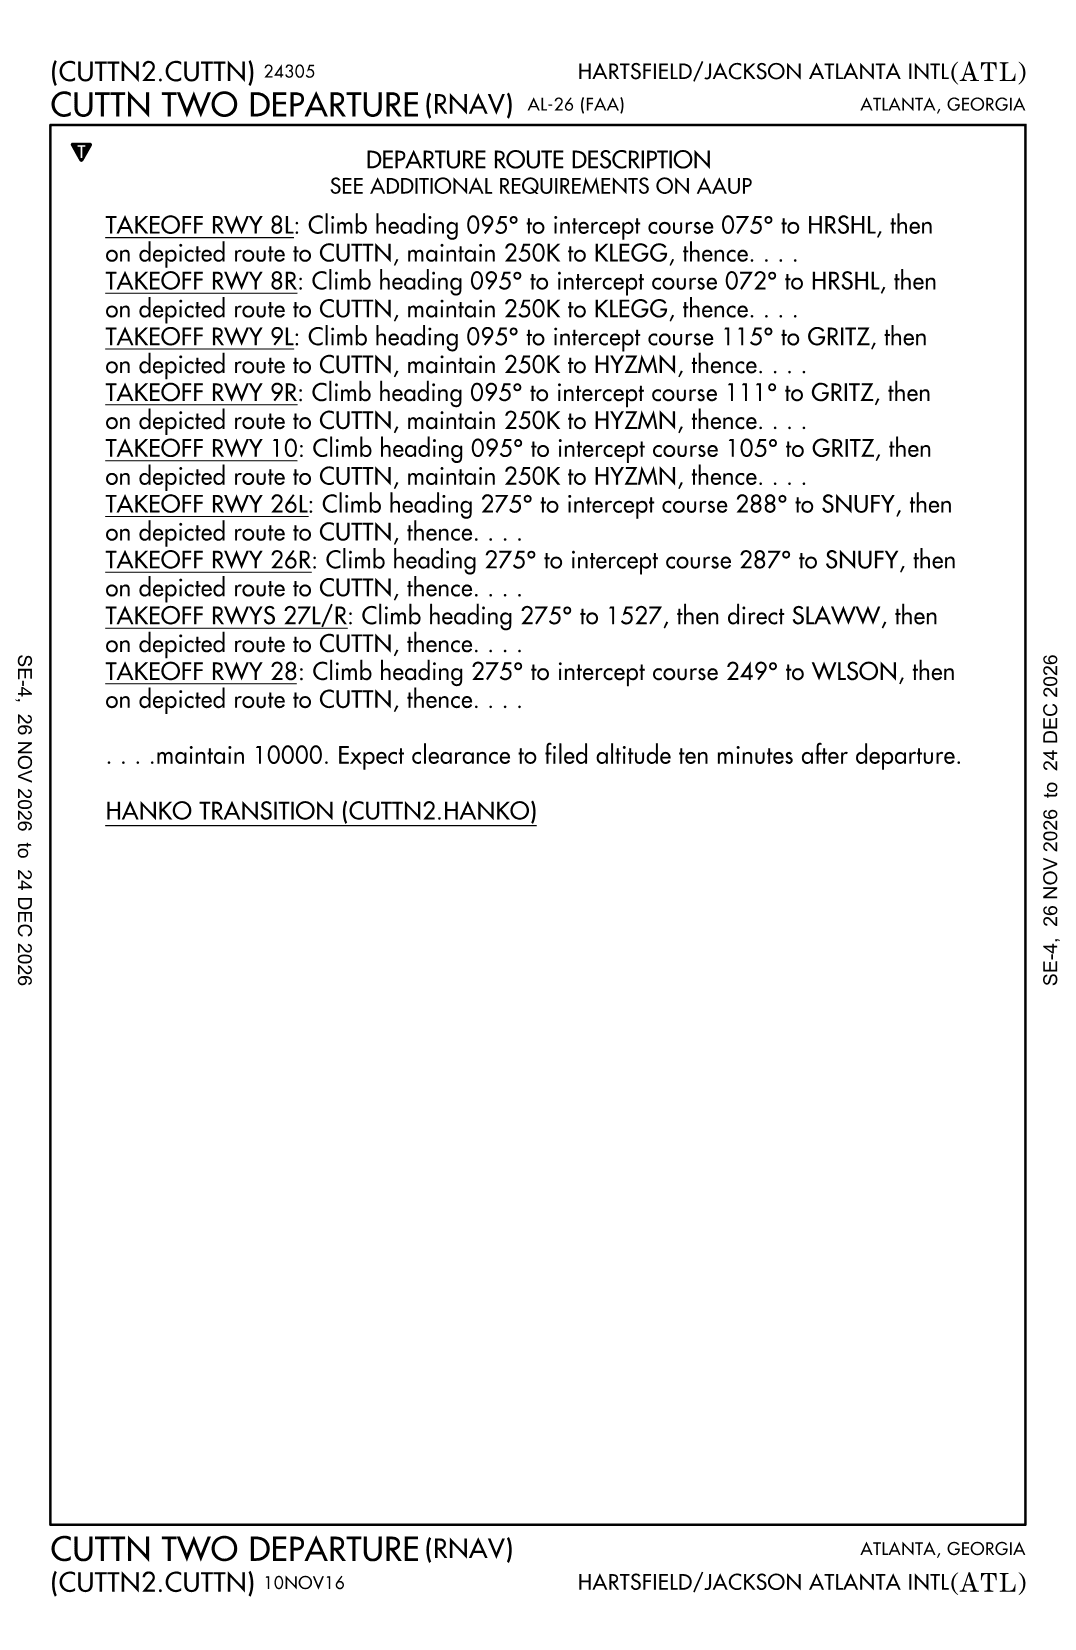 (CUTTN2.CUTTN) 24305
HARTSFIELD/JACKSON ATLANTA INTL(ATL)
CUTTN TWO DEPARTURE (RNAV) AL-26 (FAA)
ATLANTA, GEORGIA
T
DEPARTURE ROUTE DESCRIPTION
SEE ADDITIONAL REQUIREMENTS ON AAUP
TAKEOFF RWY 8L: Climb heading 095° to intercept course 075° to HRSHL, then
on depicted route to CUTTN, maintain 250K to KLEGG, thence. . . .
TAKEOFF RWY 8R: Climb heading 095° to intercept course 072° to HRSHL, then
on depicted route to CUTTN, maintain 250K to KLEGG, thence. . . .
TAKEOFF RWY 9L: Climb heading 095° to intercept course 115° to GRITZ, then
on depicted route to CUTTN, maintain 250K to HYZMN, thence. . . .
TAKEOFF RWY 9R: Climb heading 095° to intercept course 111° to GRITZ, then
on depicted route to CUTTN, maintain 250K to HYZMN, thence. . . .
TAKEOFF RWY 10: Climb heading 095° to intercept course 105° to GRITZ, then
on depicted route to CUTTN, maintain 250K to HYZMN, thence. . . .
TAKEOFF RWY 26L: Climb heading 275° to intercept course 288° to SNUFY, then
on depicted route to CUTTN, thence. . . .
TAKEOFF RWY 26R: Climb heading 275° to intercept course 287° to SNUFY, then
on depicted route to CUTTN, thence. . . .
TAKEOFF RWYS 27L/R: Climb heading 275° to 1527, then direct SLAWW, then
on depicted route to CUTTN, thence. . . .
TAKEOFF RWY 28: Climb heading 275° to intercept course 249° to WLSON, then
on depicted route to CUTTN, thence. . . .
. . . .maintain 10000. Expect clearance to filed altitude ten minutes after departure.
HANKO TRANSITION (CUTTN2.HANKO)
SE-4, 26 NOV 2026 to 24 DEC 2026
SE-4, 26 NOV 2026 to 24 DEC 2026
CUTTN TWO DEPARTURE (RNAV)
ATLANTA, GEORGIA
(CUTTN2.CUTTN) 10NOV16
HARTSFIELD/JACKSON ATLANTA INTL(ATL)